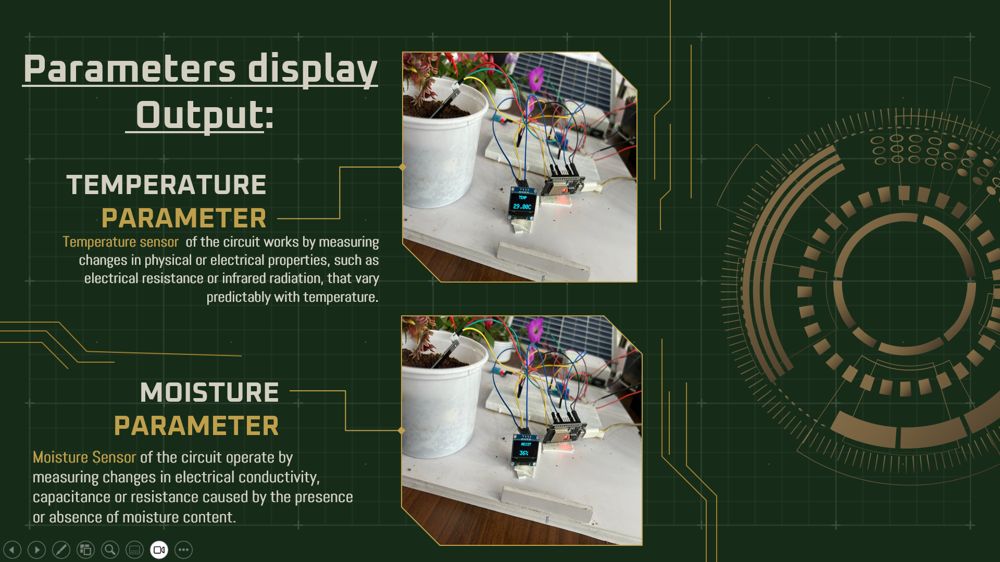 Parameters display
Output:
TEMPERATURE
PARAMETER
Temperature sensor of the circuit works by measuring
changes in physical or electrical properties, such as
electrical resistance or infrared radiation, that vary
predictably with temperature.
TEMP
29.00C
MOISTURE
PARAMETER
Moisture Sensor of the circuit operate by
measuring changes in electrical conductivity,
capacitance or resistance caused by the presence
or absence of moisture content.
MOIST
36%